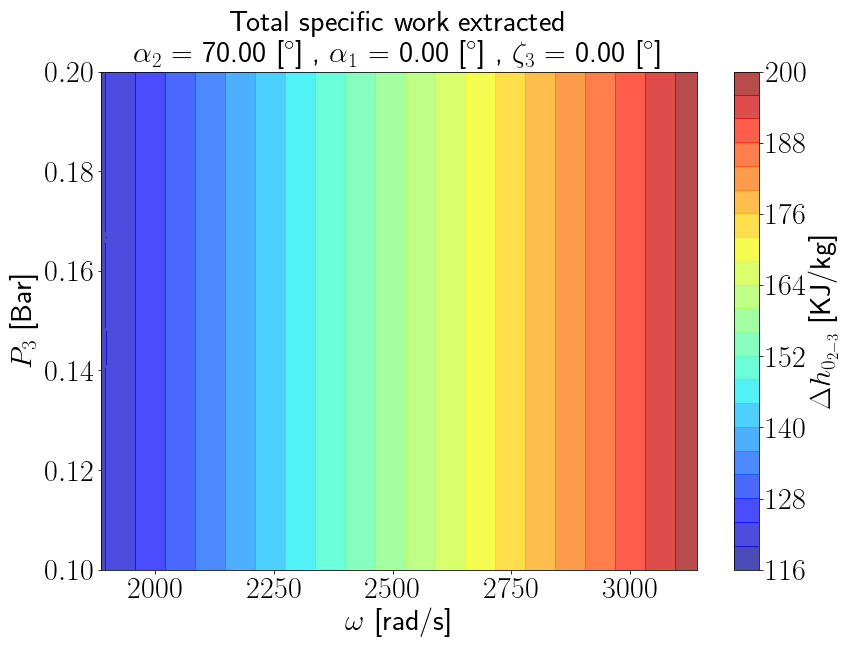 Total specific work extracted
α₂ = 70.00 [°] , α₁ = 0.00 [°] , ζ₃ = 0.00 [°]
0.20
0.18
0.16
0.14
0.12
0.10
P₃ [Bar]
2000 2250 2500 2750 3000
ω [rad/s]
200
188
176
164
152
140
128
116
Δh₀₂₋₃ [KJ/kg]